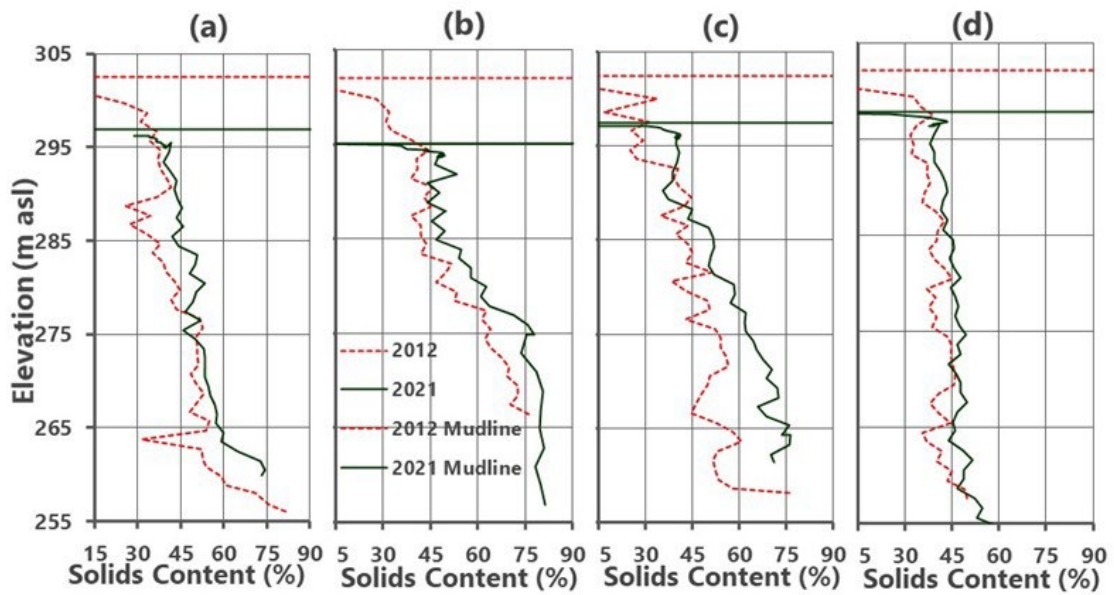 (a) (b) (c) (d)
305
295
285
275
265
255
Elevation (m asl)
2012
2021
2012 Mudline
2021 Mudline
15 30 45 60 75 90 5 30 45 60 75 90 5 30 45 60 75 90 5 30 45 60 75 90
Solids Content (%) Solids Content (%) Solids Content (%) Solids Content (%)